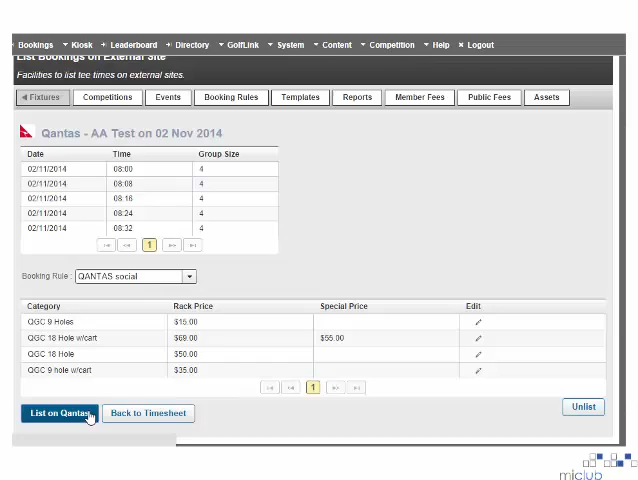 Bookings Kiosk Leaderboard Directory GolfLink System Content Competition Help Logout
List Bookings on External Site
Facilities to list tee times on external sites.
Fixtures Competitions Events Booking Rules Templates Reports Member Fees Public Fees Assets
Qantas - AA Test on 02 Nov 2014
Date Time Group Size
02/11/2014 08:00 4
02/11/2014 08:08 4
02/11/2014 08:16 4
02/11/2014 08:24 4
02/11/2014 08:32 4
1
Booking Rule : QANTAS social
Category Rack Price Special Price Edit
QGC 9 Holes $15.00
QGC 18 Hole w/cart $69.00 $55.00
QGC 18 Hole $50.00
QGC 9 hole w/cart $35.00
1
List on Qantas Back to Timesheet Unlist
miclub